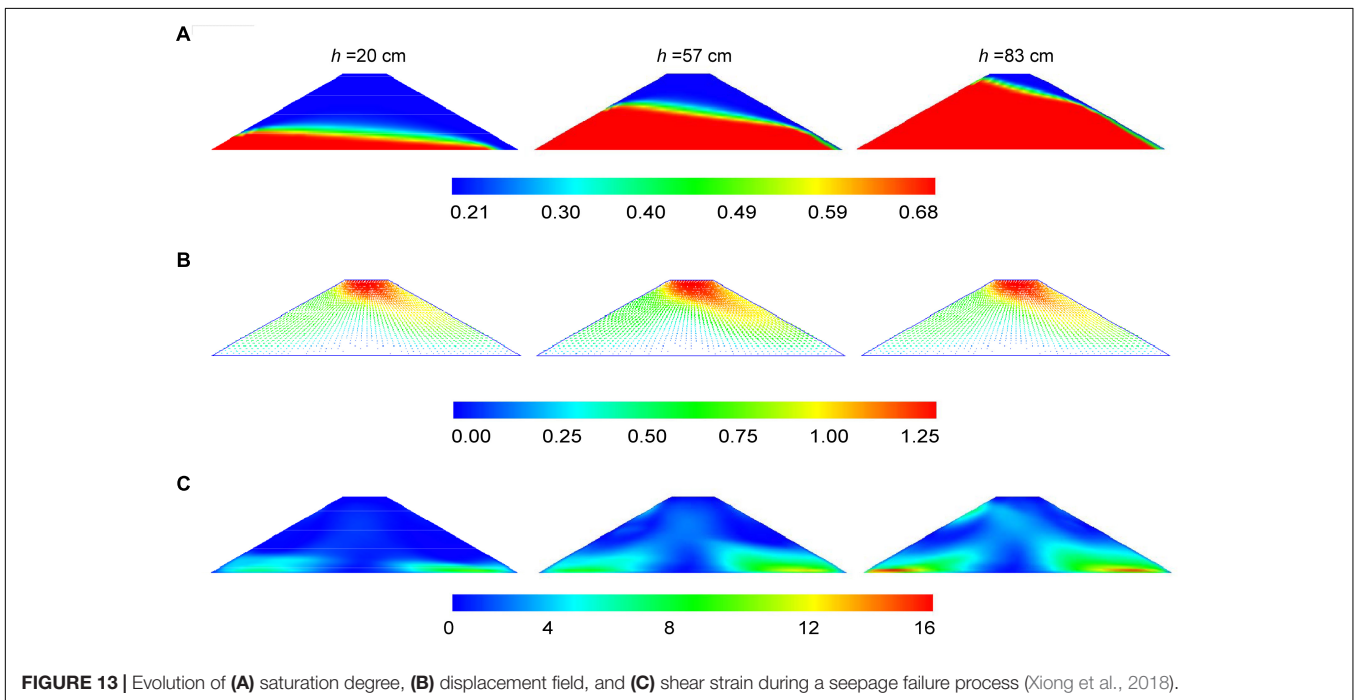 A
h =20 cm h =57 cm h =83 cm
0.21 0.30 0.40 0.49 0.59 0.68
B
0.00 0.25 0.50 0.75 1.00 1.25
C
0 4 8 12 16
FIGURE 13 | Evolution of (A) saturation degree, (B) displacement field, and (C) shear strain during a seepage failure process (Xiong et al., 2018).